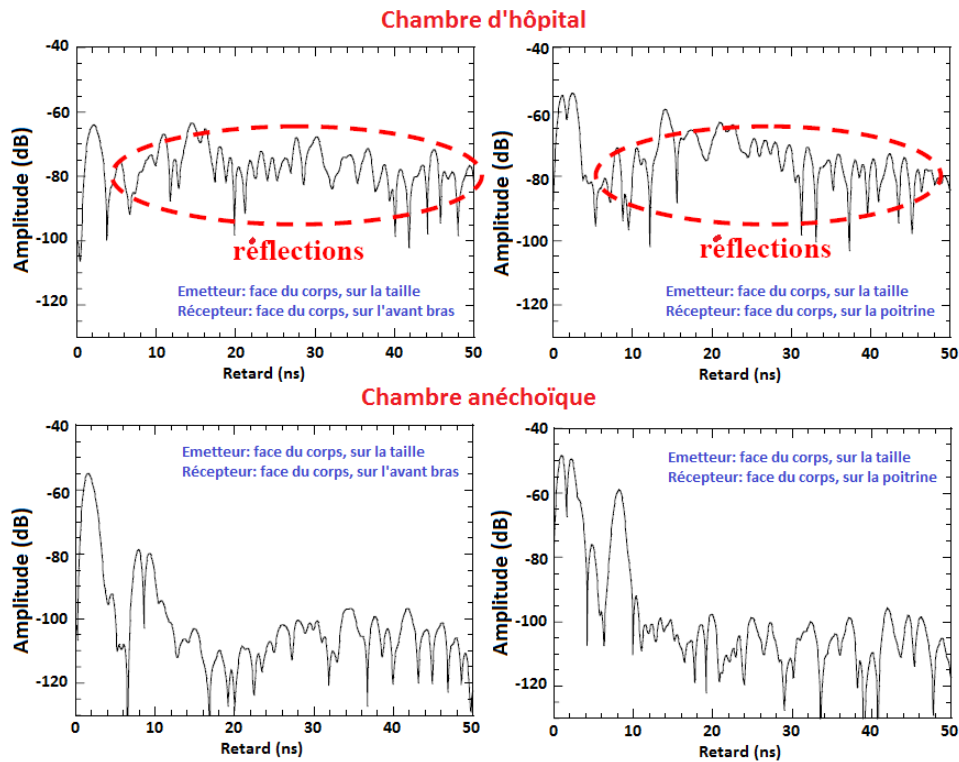 Chambre d'hôpital
Amplitude (dB)
-40
-60
-80
-100
-120
réflections
Emetteur: face du corps, sur la taille
Récepteur: face du corps, sur l'avant bras
0 10 20 30 40 50
Retard (ns)
Amplitude (dB)
-40
-60
-80
-100
-120
réflections
Emetteur: face du corps, sur la taille
Récepteur: face du corps, sur la poitrine
0 10 20 30 40 50
Retard (ns)
Chambre anéchoïque
Amplitude (dB)
-40
-60
-80
-100
-120
Emetteur: face du corps, sur la taille
Récepteur: face du corps, sur l'avant bras
0 10 20 30 40 50
Retard (ns)
Amplitude (dB)
-40
-60
-80
-100
-120
Emetteur: face du corps, sur la taille
Récepteur: face du corps, sur la poitrine
0 10 20 30 40 50
Retard (ns)